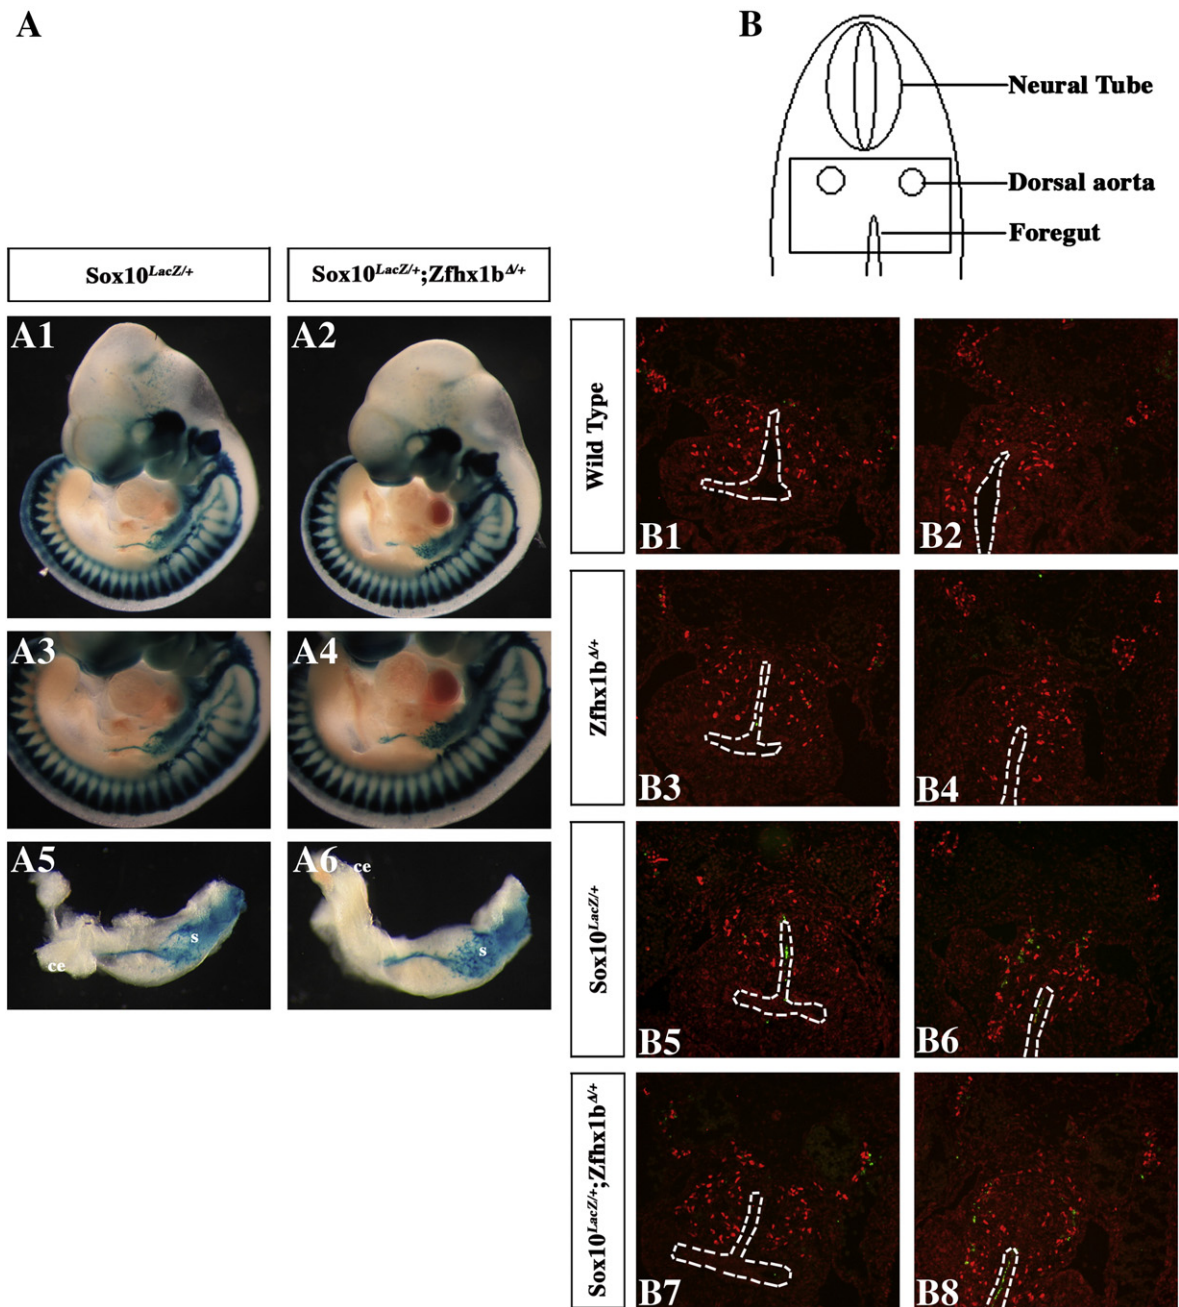 A
B
Neural Tube
Dorsal aorta
Foregut
Sox10LacZ/+
Sox10LacZ/+;Zfhx1bΔ/+
A1
A2
A3
A4
A5
ce
s
A6
ce
s
Wild Type
B1
B2
Zfhx1bΔ/+
B3
B4
Sox10LacZ/+
B5
B6
Sox10LacZ/+;Zfhx1bΔ/+
B7
B8